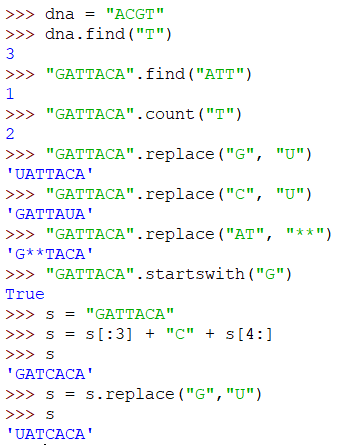 >>> dna = "ACGT"
>>> dna.find("T")
3
>>> "GATTACA".find("ATT")
1
>>> "GATTACA".count("T")
2
>>> "GATTACA".replace("G", "U")
'UATTACA'
>>> "GATTACA".replace("C", "U")
'GATTAUA'
>>> "GATTACA".replace("AT", "**")
'G**TACA'
>>> "GATTACA".startswith("G")
True
>>> s = "GATTACA"
>>> s = s[:3] + "C" + s[4:]
>>> s
'GATCACA'
>>> s = s.replace("G","U")
>>> s
'UATCACA'